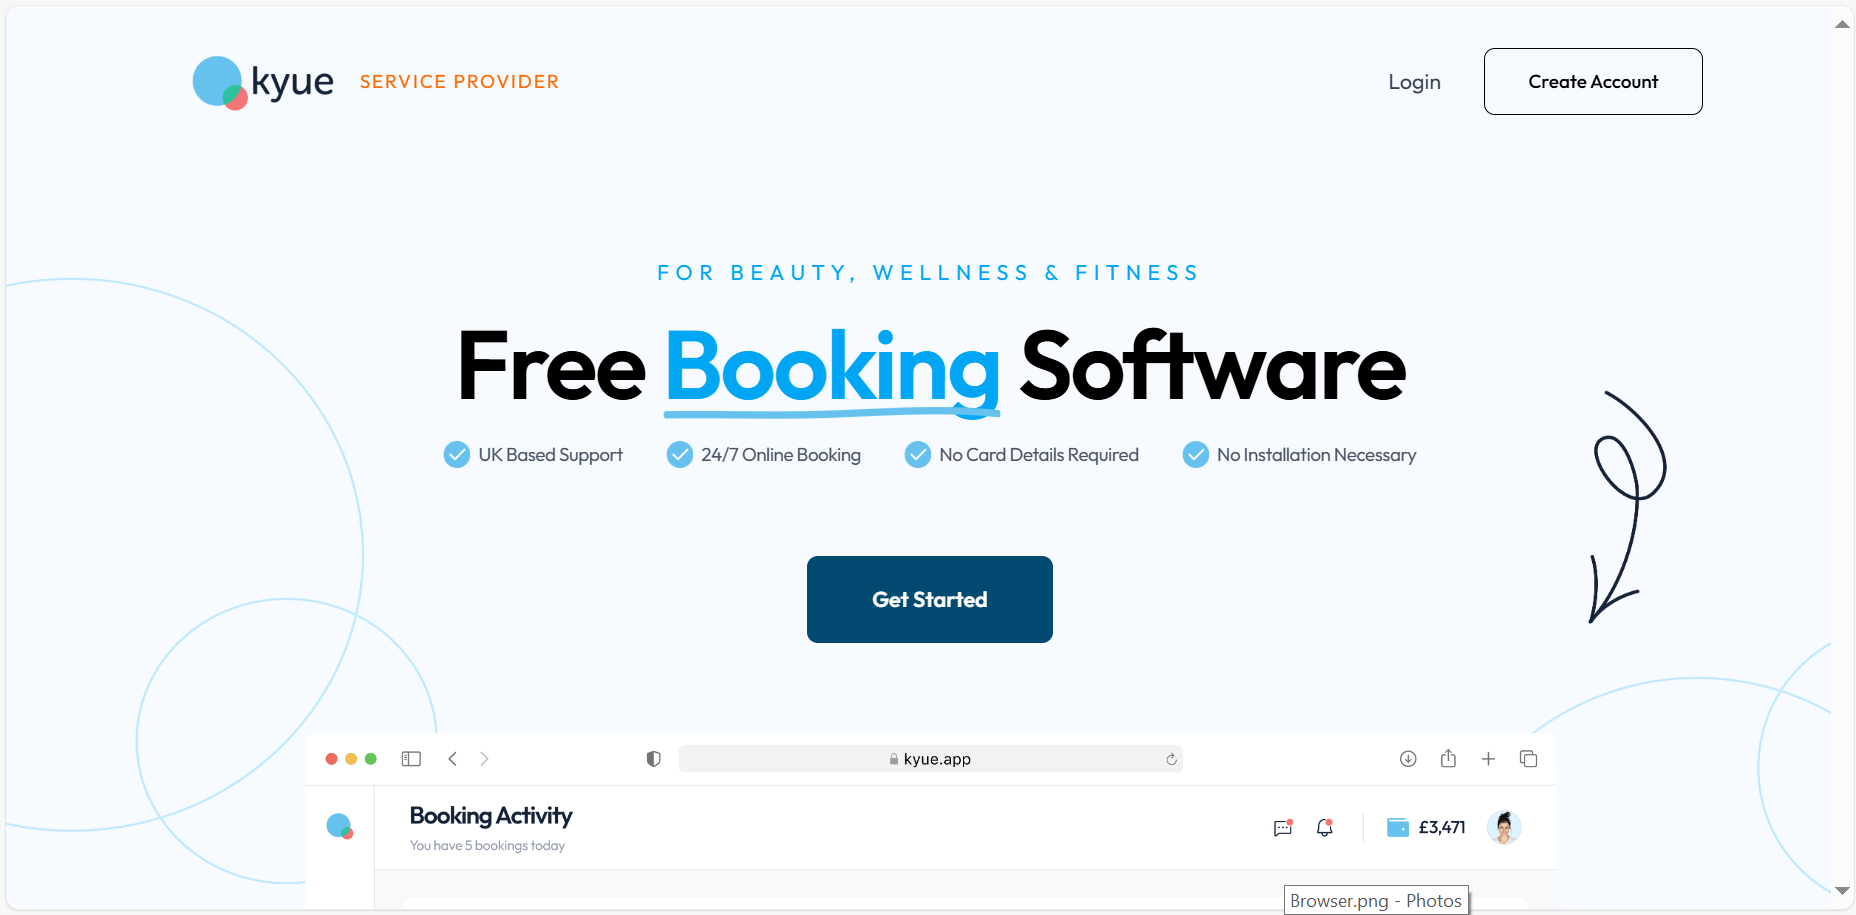 kyue SERVICE PROVIDER
Login
Create Account
FOR BEAUTY, WELLNESS & FITNESS
Free Booking Software
UK Based Support
24/7 Online Booking
No Card Details Required
No Installation Necessary
Get Started
kyue.app
Booking Activity
You have 5 bookings today
£3,471
Browser.png - Photos